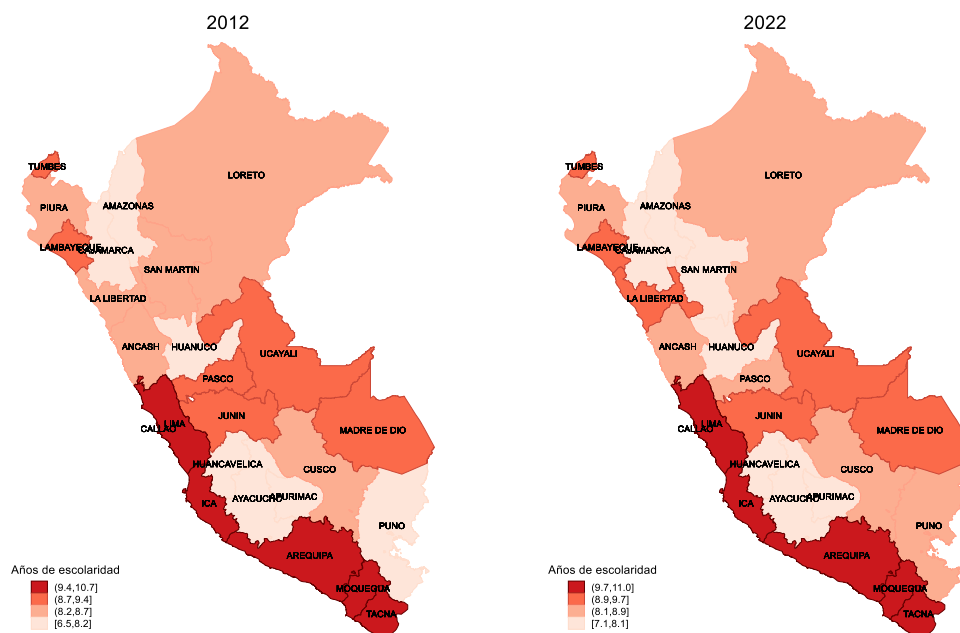 2012
TUMBES
LORETO
PIURA
AMAZONAS
LAMBAYEQUE
CAJAMARCA
SAN MARTIN
LA LIBERTAD
ANCASH
HUANUCO
UCAYALI
PASCO
JUNIN
LIMA
CALLAO
MADRE DE DIO
HUANCAVELICA
CUSCO
AYACUCHO
APURIMAC
ICA
PUNO
AREQUIPA
MOQUEGUA
TACNA
Años de escolaridad
(9.4,10.7]
(8.7,9.4]
(8.2,8.7]
[6.5,8.2]
2022
TUMBES
LORETO
PIURA
AMAZONAS
LAMBAYEQUE
CAJAMARCA
SAN MARTIN
LA LIBERTAD
ANCASH
HUANUCO
UCAYALI
PASCO
JUNIN
LIMA
CALLAO
MADRE DE DIO
HUANCAVELICA
CUSCO
AYACUCHO
APURIMAC
ICA
PUNO
AREQUIPA
MOQUEGUA
TACNA
Años de escolaridad
(9.7,11.0]
(8.9,9.7]
(8.1,8.9]
[7.1,8.1]